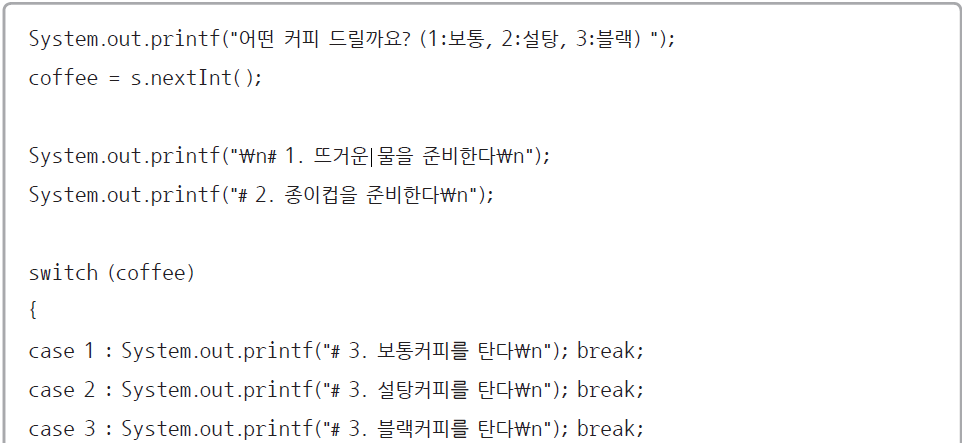 System.out.printf("어떤 커피 드릴까요? (1:보통, 2:설탕, 3:블랙) ");
coffee = s.nextInt();
System.out.printf("₩n# 1. 뜨거운|물을 준비한다₩n");
System.out.printf("# 2. 종이컵을 준비한다₩n");
switch (coffee)
{
case 1 : System.out.printf("# 3. 보통커피를 탄다₩n"); break;
case 2 : System.out.printf("# 3. 설탕커피를 탄다₩n"); break;
case 3 : System.out.printf("# 3. 블랙커피를 탄다₩n"); break;